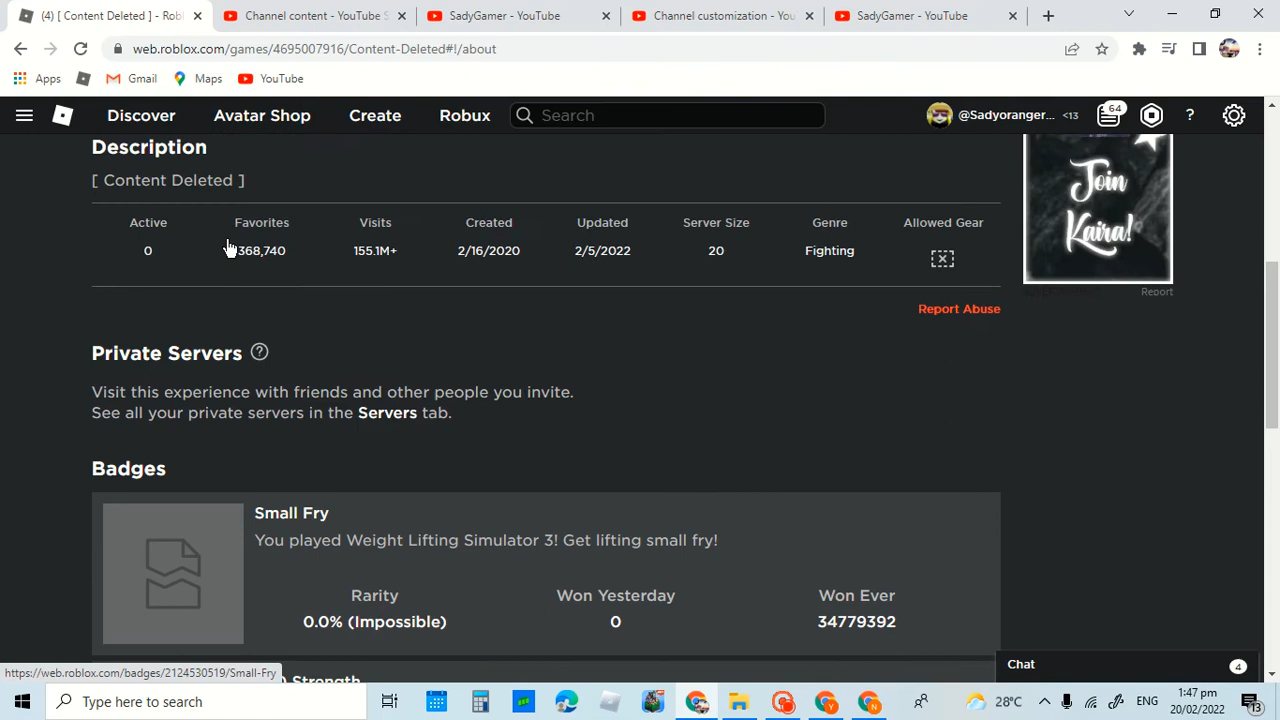 (4) [ Content Deleted ] - Rob
Channel content - YouTube S
SadyGamer - YouTube
Channel customization - You
SadyGamer - YouTube
web.roblox.com/games/4695007916/Content-Deleted#!/about
Apps
Gmail
Maps
YouTube
Discover
Avatar Shop
Create
Robux
Search
@Sadyoranger...
<13
64
?
Description
[ Content Deleted ]
Active
Favorites
Visits
Created
Updated
Server Size
Genre
Allowed Gear
0
368,740
155.1M+
2/16/2020
2/5/2022
20
Fighting
Join
Kaira!
Report
Report Abuse
Private Servers ?
Visit this experience with friends and other people you invite.
See all your private servers in the Servers tab.
Badges
Small Fry
You played Weight Lifting Simulator 3! Get lifting small fry!
Rarity
Won Yesterday
Won Ever
0.0% (Impossible)
0
34779392
Strength
Chat
4
https://web.roblox.com/badges/2124530519/Small-Fry
Type here to search
Y
N
28°C
ENG
1:47 pm
20/02/2022
13